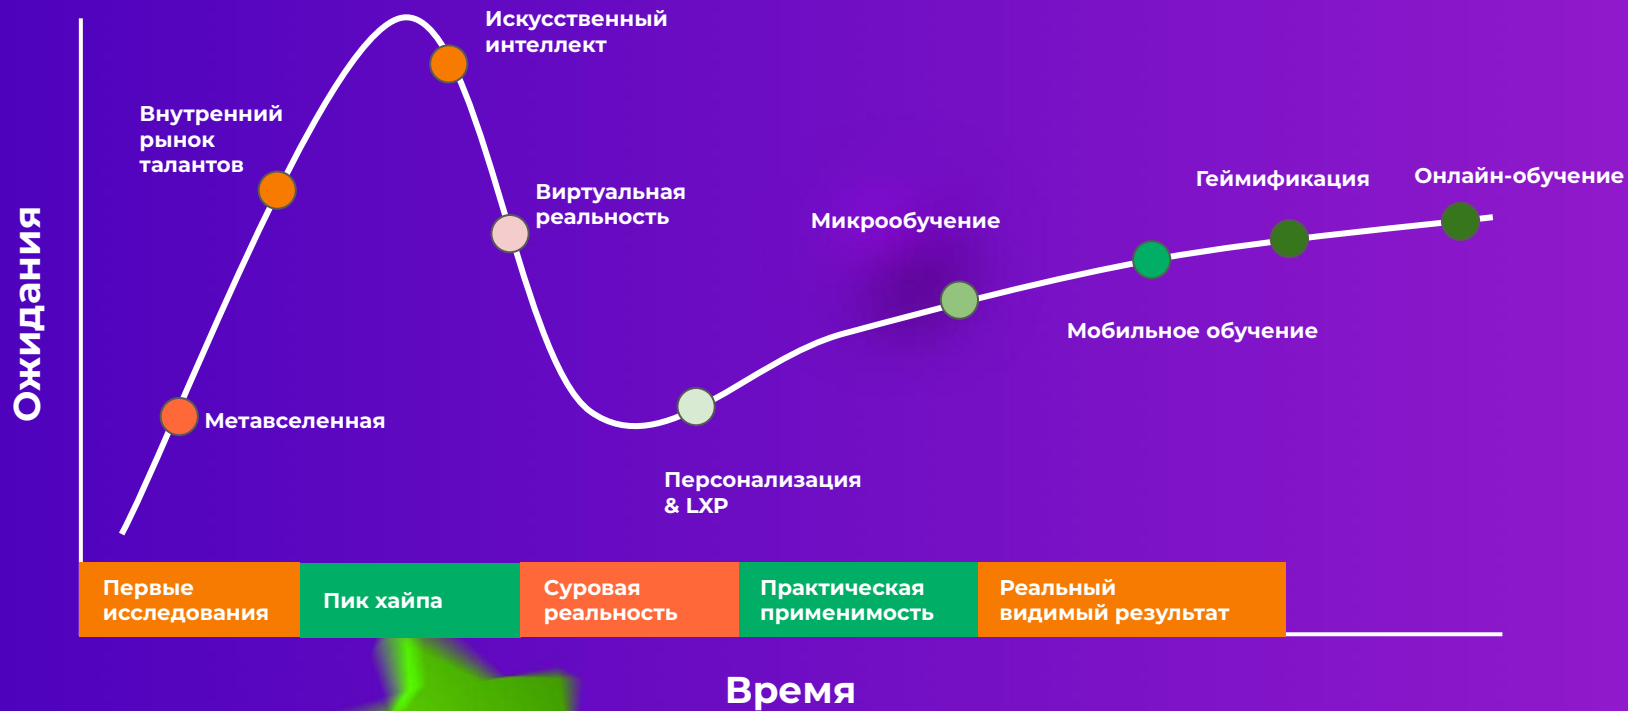 Искусственный
интеллект
Внутренний
рынок
талантов
Виртуальная
реальность
Микрообучение
Геймификация
Онлайн-обучение
Ожидания
Метавселенная
Мобильное обучение
Персонализация
& LXP
Первые
исследования
Пик хайпа
Суровая
реальность
Практическая
применимость
Реальный
видимый результат
Время